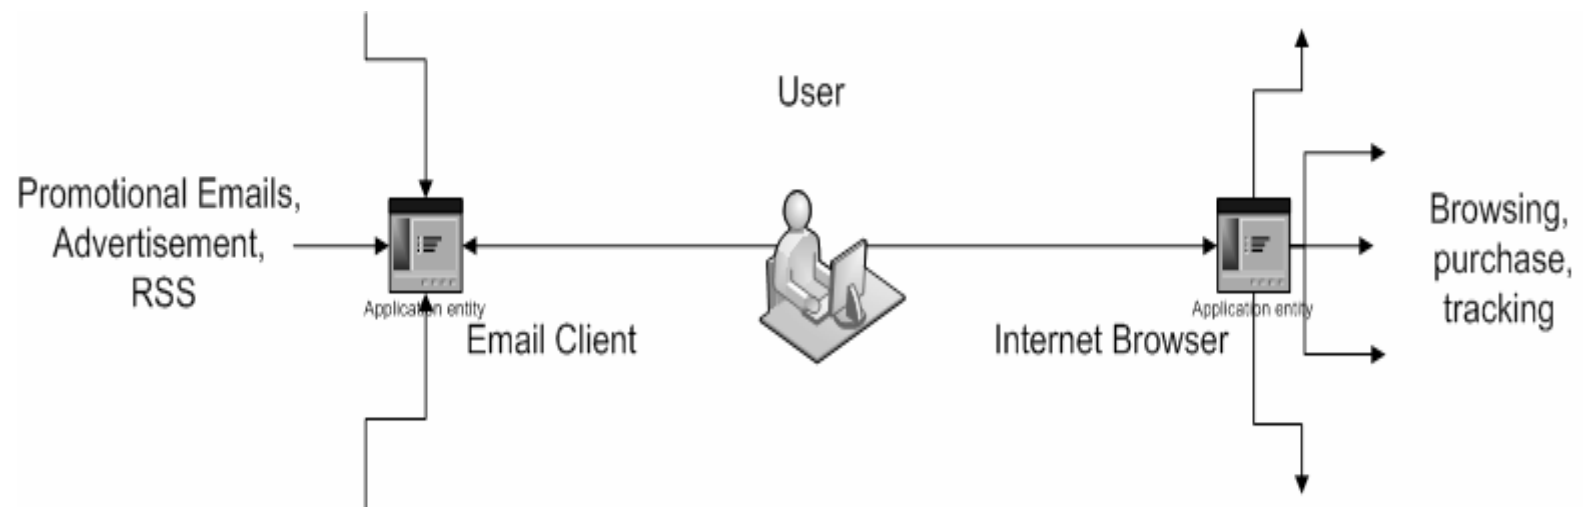 User
Promotional Emails,
Advertisement,
RSS
Application entity
Email Client
Application entity
Internet Browser
Browsing,
purchase,
tracking